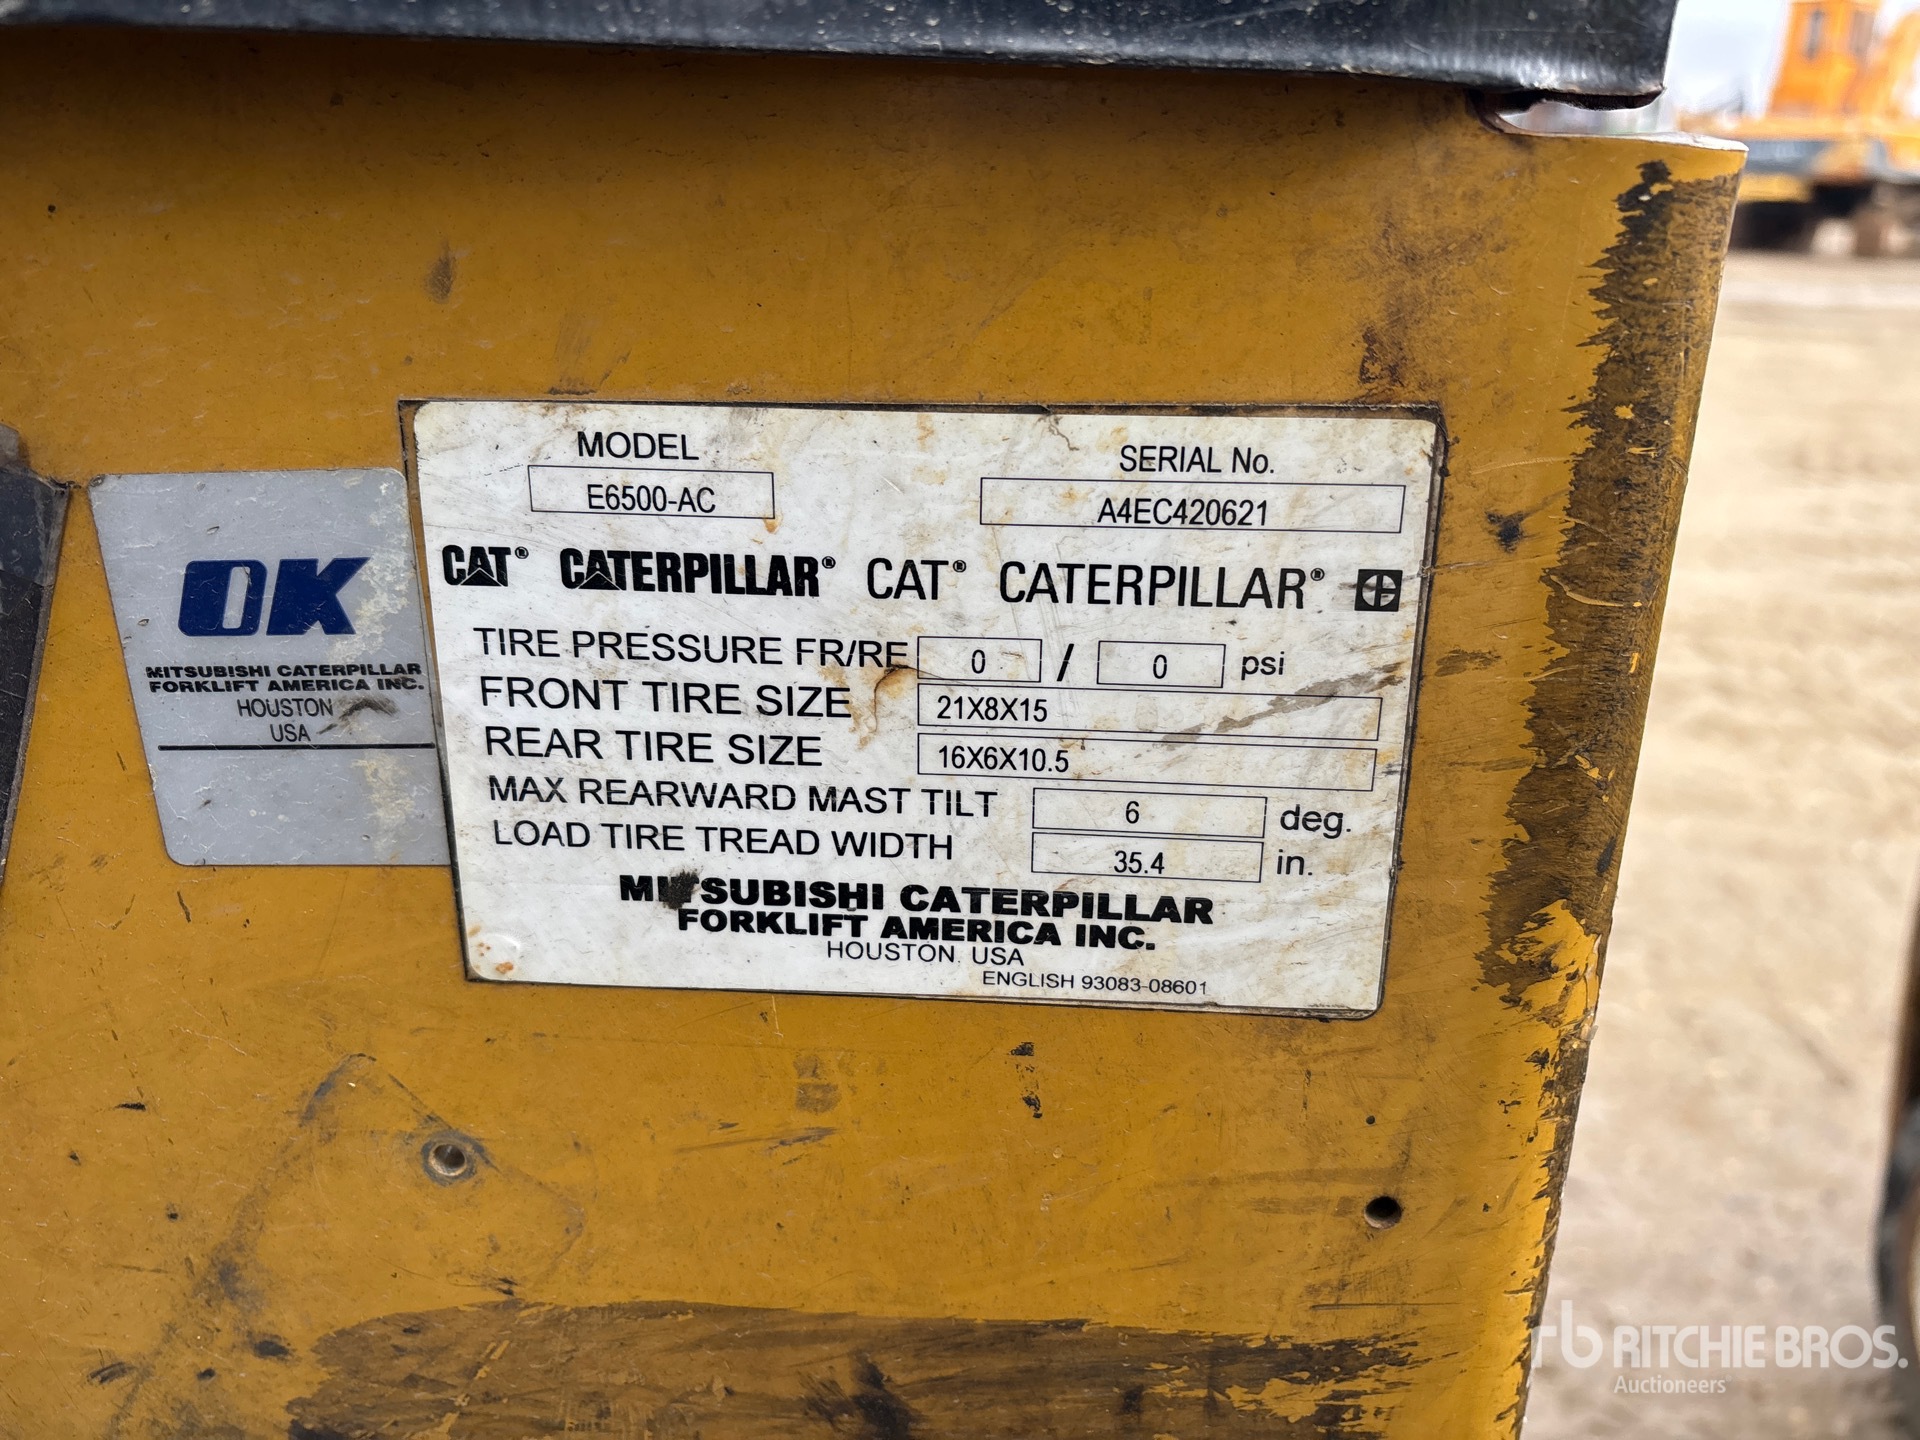 MODEL
E6500-AC
SERIAL No.
A4EC420621
CAT® CATERPILLAR® CAT® CATERPILLAR®
TIRE PRESSURE FR/RE 0 / 0 psi
FRONT TIRE SIZE 21X8X15
REAR TIRE SIZE 16X6X10.5
MAX REARWARD MAST TILT 6 deg.
LOAD TIRE TREAD WIDTH 35.4 in.
MITSUBISHI CATERPILLAR
FORKLIFT AMERICA INC.
HOUSTON, USA
ENGLISH 93083-08601
OK
MITSUBISHI CATERPILLAR
FORKLIFT AMERICA INC.
HOUSTON
USA
rb RITCHIE BROS.
Auctioneers